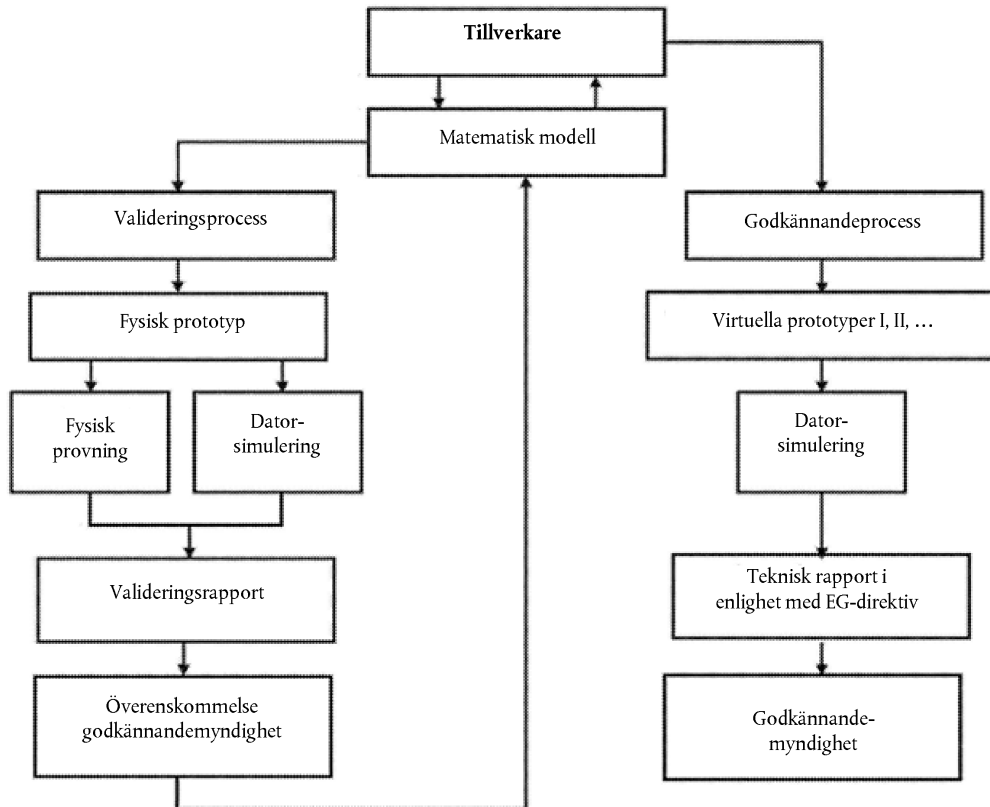 Tillverkare
Matematisk modell
Valideringsprocess
Fysisk prototyp
Fysisk
provning
Dator-
simulering
Valideringsrapport
Överenskommelse
godkännandemyndighet
Godkännandeprocess
Virtuella prototyper I, II, …
Dator-
simulering
Teknisk rapport i
enlighet med EG-direktiv
Godkännande-
myndighet